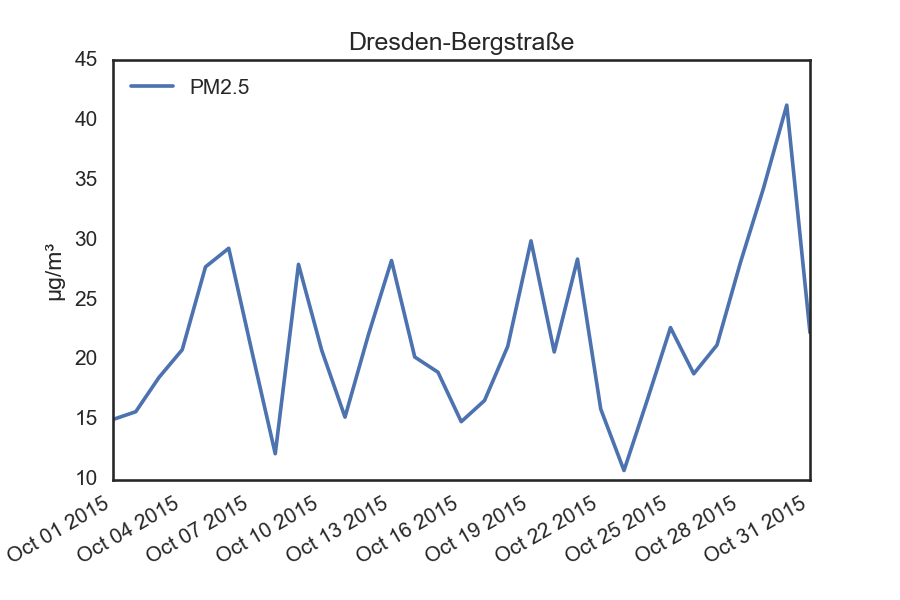 Dresden-Bergstraße
PM2.5
µg/m³
45
40
35
30
25
20
15
10
Oct 01 2015
Oct 04 2015
Oct 07 2015
Oct 10 2015
Oct 13 2015
Oct 16 2015
Oct 19 2015
Oct 22 2015
Oct 25 2015
Oct 28 2015
Oct 31 2015